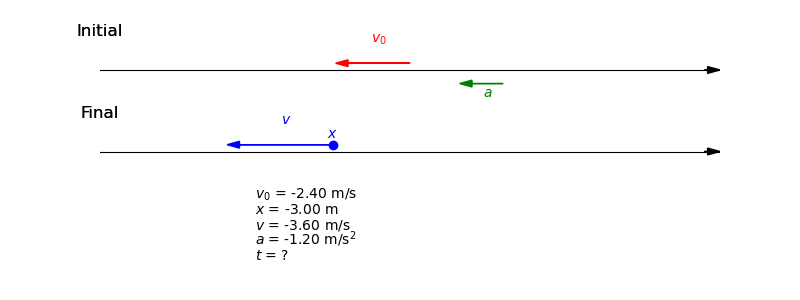 Initial
v₀
a
Final
v
x
v₀ = -2.40 m/s
x = -3.00 m
v = -3.60 m/s
a = -1.20 m/s²
t = ?